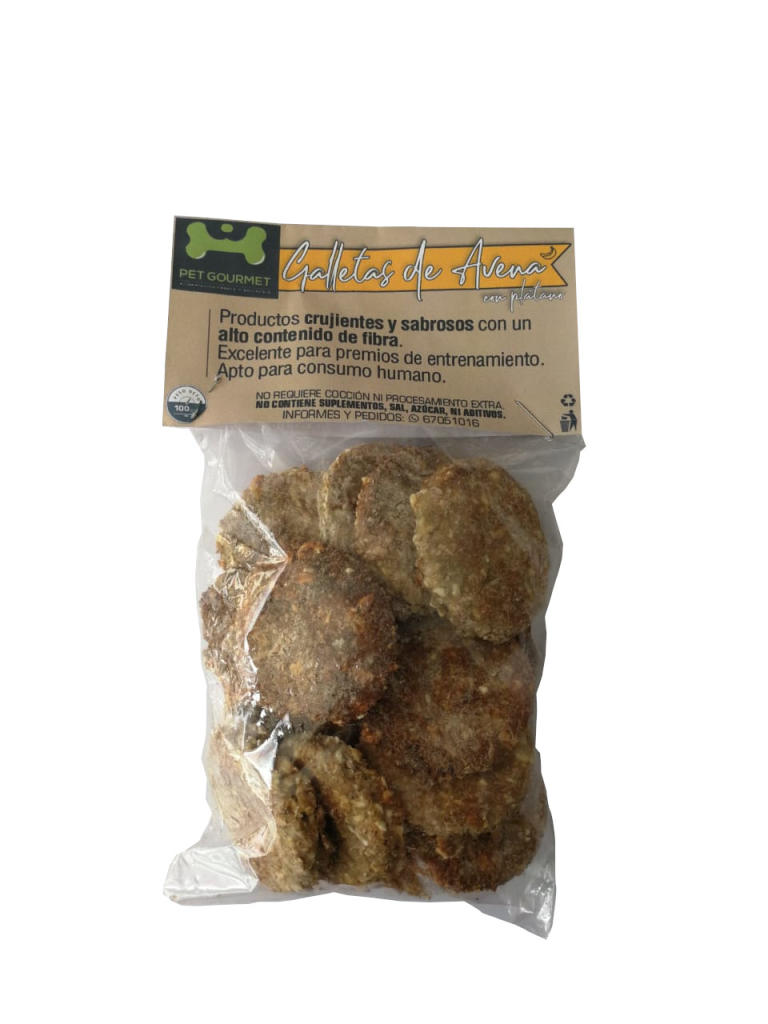 PET GOURMET
Galletas de Avena
con plátano
Productos crujientes y sabrosos con un
alto contenido de fibra.
Excelente para premios de entrenamiento.
Apto para consumo humano.
PESO NETO
100
NO REQUIERE COCCIÓN NI PROCESAMIENTO EXTRA.
NO CONTIENE SUPLEMENTOS, SAL, AZÚCAR, NI ADITIVOS.
INFORMES Y PEDIDOS: 67051016